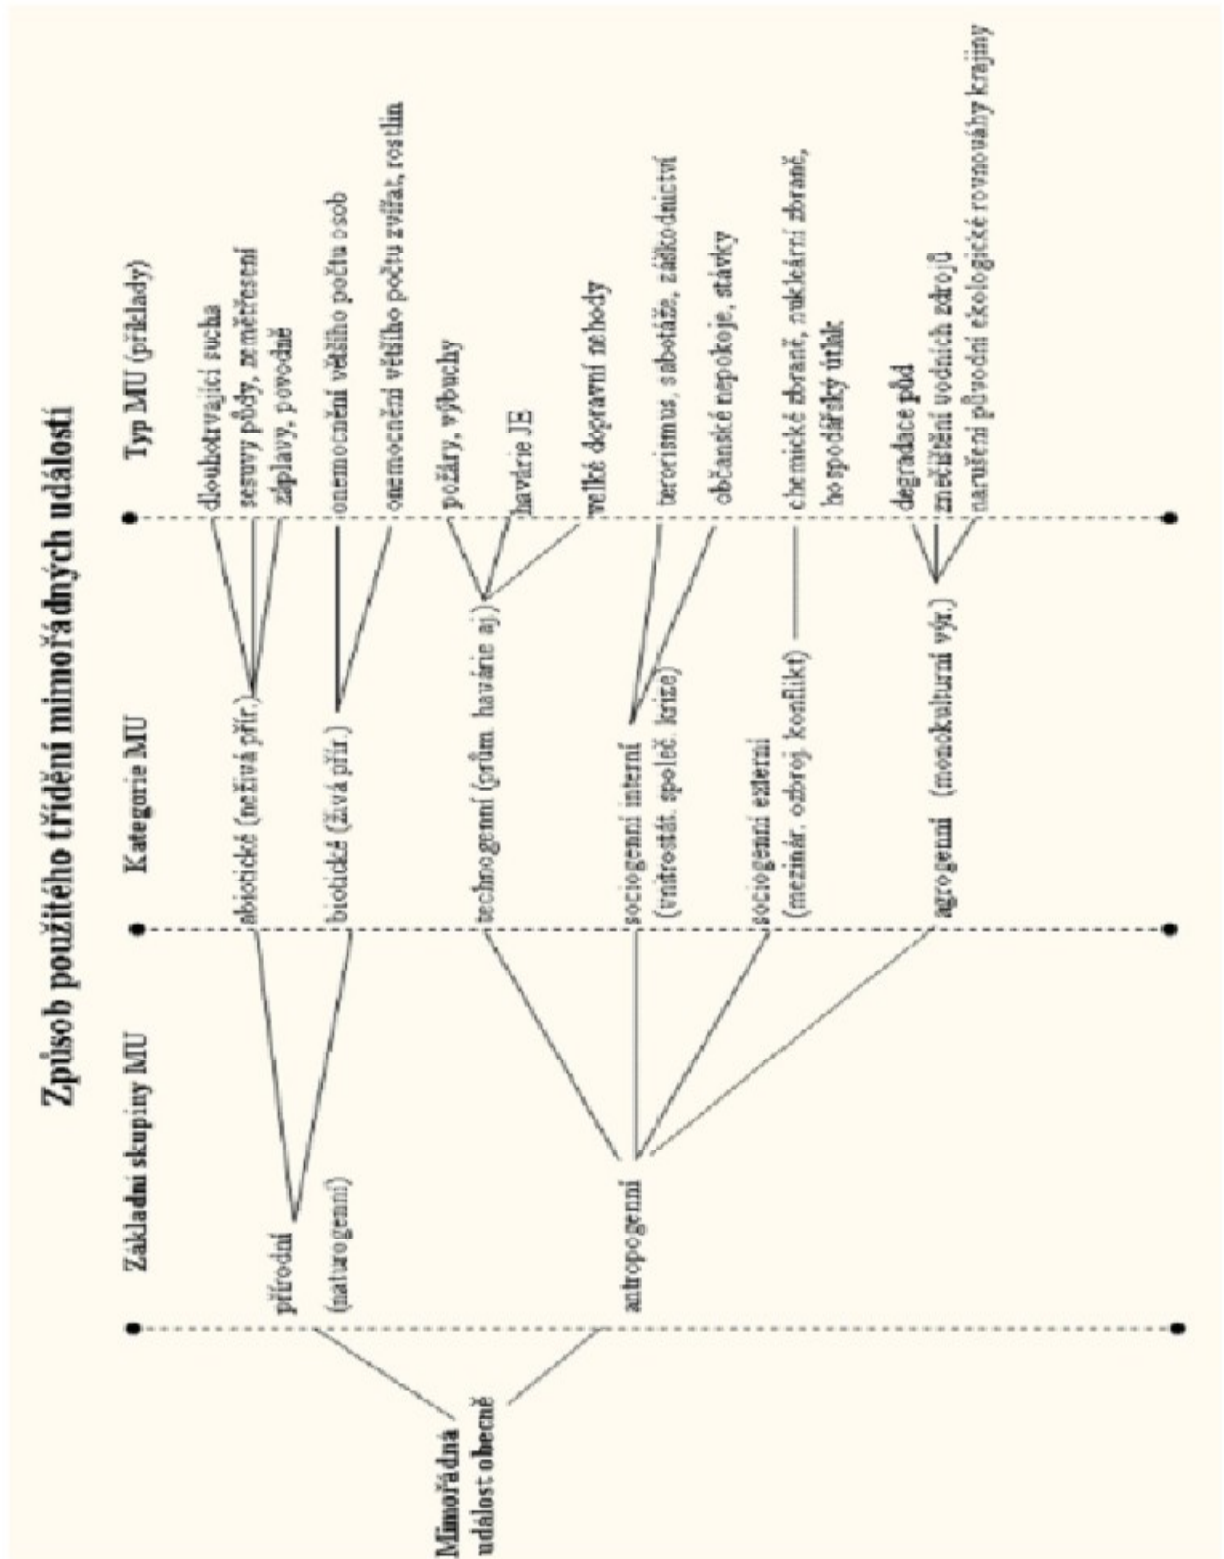 Způsob použitého třídění mimořádných událostí
Základní skupiny MU
Kategorie MU
Typ MU (příklady)
Mimořádná
událost obecně
přírodní
(naturogenní)
abiotické (neživá přír.)
dlouhotrvající sucha
sesuvy půdy, zemětřesení
záplavy, povodně
biotické (živá přír.)
onemocnění většího počtu osob
onemocnění většího počtu zvířat, rostlin
antropogenní
technogenní (prům. havárie aj.)
požáry, výbuchy
havárie JE
velké dopravní nehody
sociogenní interní
(vnitrostát. společ. krize)
terorismus, sabotáže, záškodnictví
občanské nepokoje, stávky
sociogenní externí
(mezinár. ozbroj. konflikt)
chemické zbraně, nukleární zbraně,
hospodářský útlak
agrogenní (monokulturní výr.)
degradace půd
znečištění vodních zdrojů
narušení původní ekologické rovnováhy krajiny